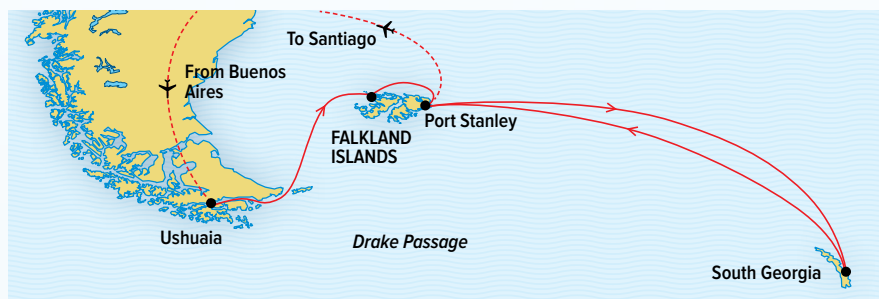 To Santiago
From Buenos
Aires
Port Stanley
FALKLAND
ISLANDS
Ushuaia
Drake Passage
South Georgia